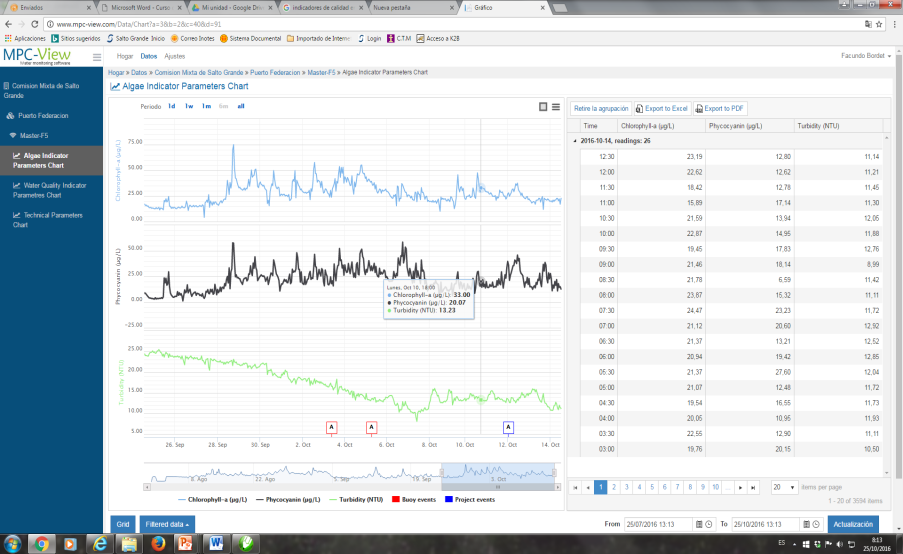 Enviados
Microsoft Word - Curso
Mi unidad - Google Driv
indicadores de calidad e
Nueva pestaña
Gráfico
www.mpc-view.com/Data/Chart?a=3&b=2&c=40&d=91
Aplicaciones
Sitios sugeridos
Salto Grande Inicio
Correo Inotes
Sistema Documental
Importado de Interne
Login
C.T.M
Acceso a K2B
MPC-View
Water monitoring software
Hogar Datos Ajustes
Facundo Bordet
Hogar » Datos » Comision Mixta de Salto Grande » Puerto Federacion » Master-F5 » Algae Indicator Parameters Chart
Comision Mixta de Salto Grande
Puerto Federacion
Master-F5
Algae Indicator Parameters Chart
Water Quality Indicator Parametres Chart
Technical Parameters Chart
Algae Indicator Parameters Chart
Periodo 1d 1w 1m 6m all
Chlorophyll-a (µg/L)
75.00
50.00
25.00
0.00
Phycocyanin (µg/L)
50.00
25.00
0.00
-25.00
Turbidity (NTU)
25.00
20.00
15.00
10.00
5.00
Lunes, Oct 10, 18:00
Chlorophyll-a (µg/L): 33.00
Phycocyanin (µg/L): 20.07
Turbidity (NTU): 13.23
A A A
26. Sep 28. Sep 30. Sep 2. Oct 4. Oct 6. Oct 8. Oct 10. Oct 12. Oct 14. Oct
8. Ago 22. Ago 5. Sep 19. Sep 3. Oct
Chlorophyll-a (µg/L) Phycocyanin (µg/L) Turbidity (NTU) Buoy events Project events
Retire la agrupación Export to Excel Export to PDF
Time Chlorophyll-a (µg/L) Phycocyanin (µg/L) Turbidity (NTU)
2016-10-14, readings: 26
12:30 23,19 12,80 11,14
12:00 22,62 12,62 11,21
11:30 18,42 12,78 11,45
11:00 15,89 17,14 11,30
10:30 21,59 13,94 12,05
10:00 22,87 14,95 11,88
09:30 19,45 17,83 12,76
09:00 21,46 18,14 8,99
08:30 21,78 6,59 11,42
08:00 23,87 15,32 11,11
07:30 24,47 23,23 11,72
07:00 21,12 20,60 12,92
06:30 21,37 13,21 12,52
06:00 20,94 19,42 12,85
05:30 21,37 27,60 12,04
05:00 21,07 12,48 11,72
04:30 19,54 16,55 11,73
04:00 20,05 10,95 11,93
03:30 22,55 12,90 11,11
03:00 19,76 20,15 10,50
1 2 3 4 5 6 7 8 9 10 ... 20 items per page
1 - 20 of 3594 items
Grid Filtered data
From 25/07/2016 13:13 To 25/10/2016 13:13 Actualización
ES
8:13
25/10/2016